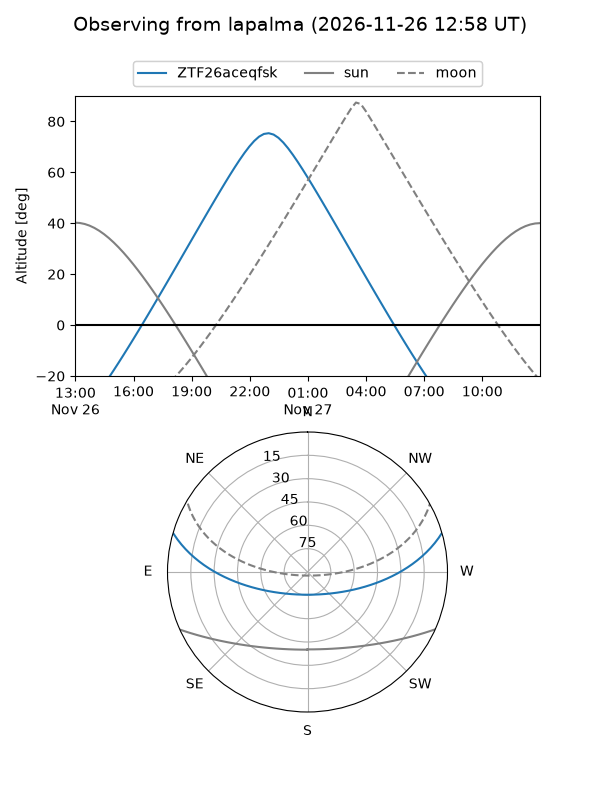 Observing from lapalma (2026-11-26 12:58 UT)
ZTF26aceqfsk sun moon
Altitude [deg]
80
60
40
20
0
−20
13:00 16:00 19:00 22:00 01:00 04:00 07:00 10:00
Nov 26 Nov 27
N
NE NW
15
30
45
60
75
E W
SE SW
S